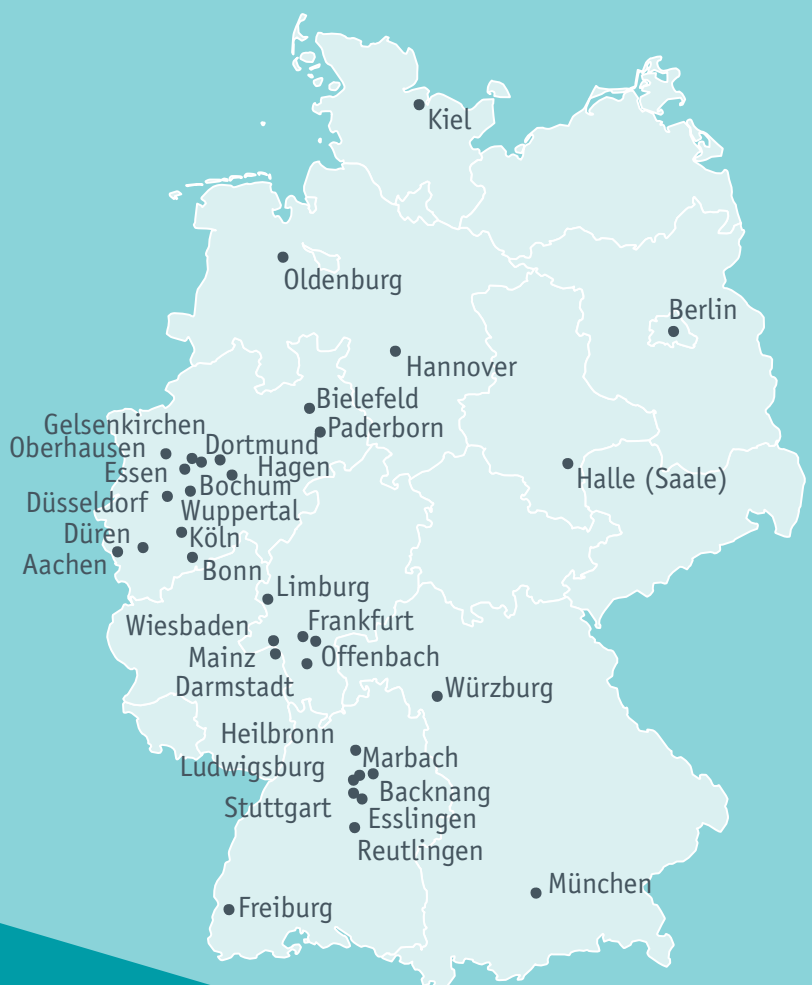 Kiel
Oldenburg
Berlin
Hannover
Bielefeld
Gelsenkirchen
Paderborn
Oberhausen
Dortmund
Essen
Hagen
Halle (Saale)
Bochum
Düsseldorf
Wuppertal
Düren
Köln
Aachen
Bonn
Limburg
Wiesbaden
Frankfurt
Mainz
Offenbach
Darmstadt
Würzburg
Heilbronn
Marbach
Ludwigsburg
Backnang
Stuttgart
Esslingen
Reutlingen
München
Freiburg